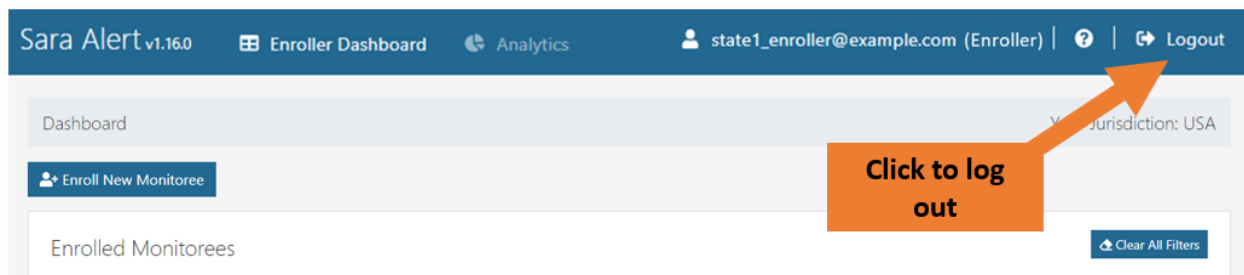 Sara Alert v1.16.0 Enroller Dashboard Analytics state1_enroller@example.com (Enroller) | ? | Logout
Dashboard Jurisdiction: USA
Click to log
out
Enroll New Monitoree
Enrolled Monitorees Clear All Filters